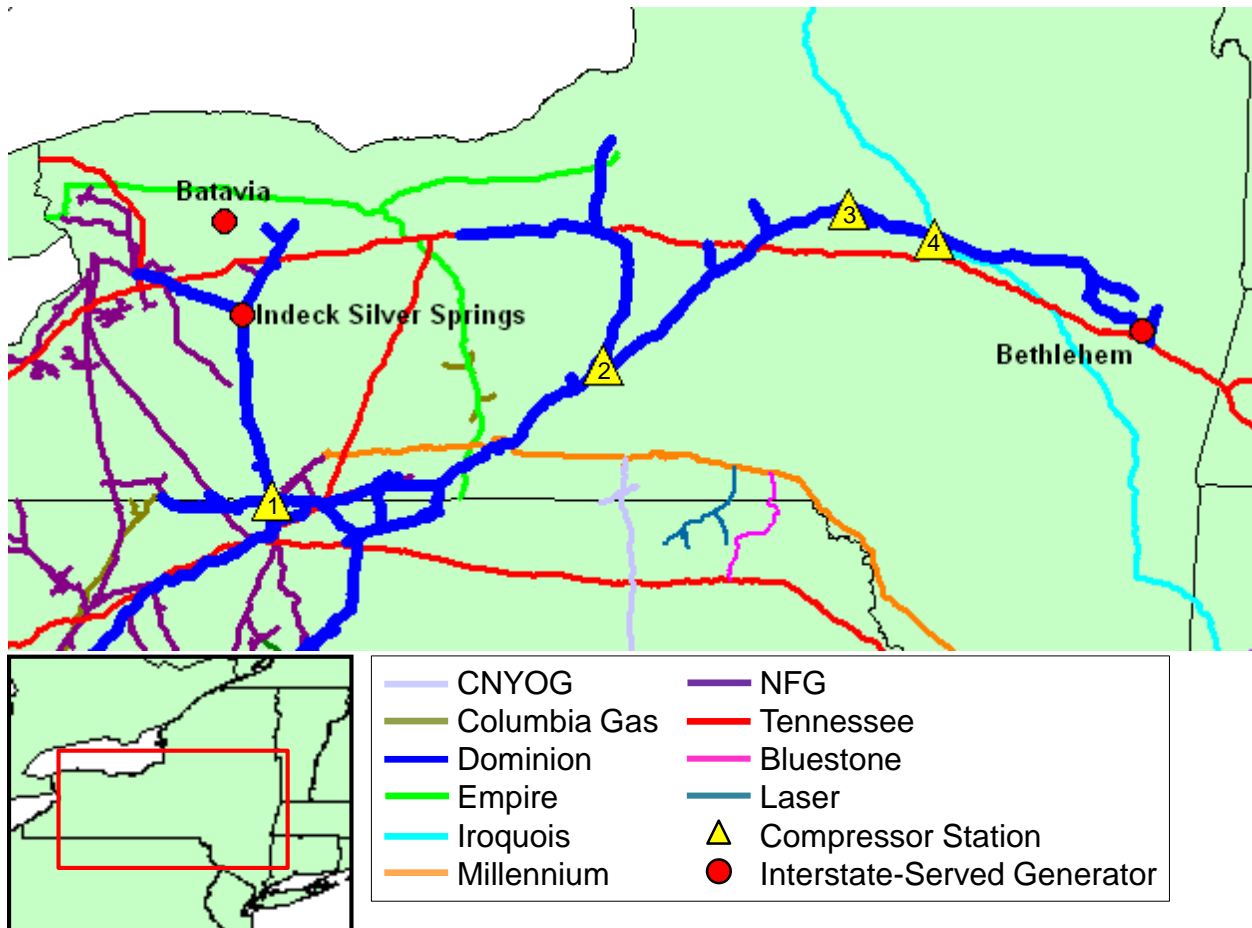 Batavia
3
4
Indeck Silver Springs
Bethlehem
2
1
CNYOG
NFG
Columbia Gas
Tennessee
Dominion
Bluestone
Empire
Laser
Iroquois
Compressor Station
Millennium
Interstate-Served Generator